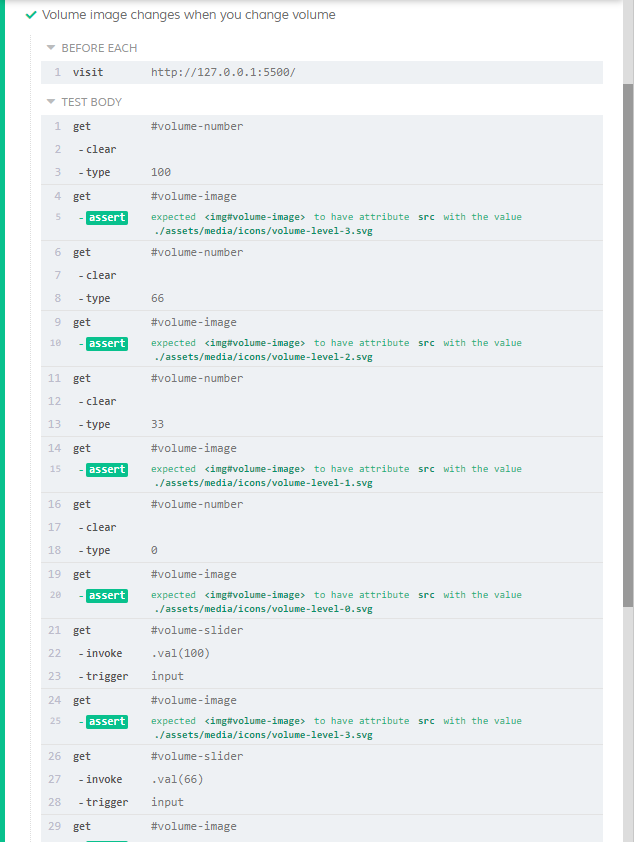 Volume image changes when you change volume
BEFORE EACH
1 visit http://127.0.0.1:5500/
TEST BODY
1 get #volume-number
2 -clear
3 -type 100
4 get #volume-image
5 -assert expected <img#volume-image> to have attribute src with the value
./assets/media/icons/volume-level-3.svg
6 get #volume-number
7 -clear
8 -type 66
9 get #volume-image
10 -assert expected <img#volume-image> to have attribute src with the value
./assets/media/icons/volume-level-2.svg
11 get #volume-number
12 -clear
13 -type 33
14 get #volume-image
15 -assert expected <img#volume-image> to have attribute src with the value
./assets/media/icons/volume-level-1.svg
16 get #volume-number
17 -clear
18 -type 0
19 get #volume-image
20 -assert expected <img#volume-image> to have attribute src with the value
./assets/media/icons/volume-level-0.svg
21 get #volume-slider
22 -invoke .val(100)
23 -trigger input
24 get #volume-image
25 -assert expected <img#volume-image> to have attribute src with the value
./assets/media/icons/volume-level-3.svg
26 get #volume-slider
27 -invoke .val(66)
28 -trigger input
29 get #volume-image